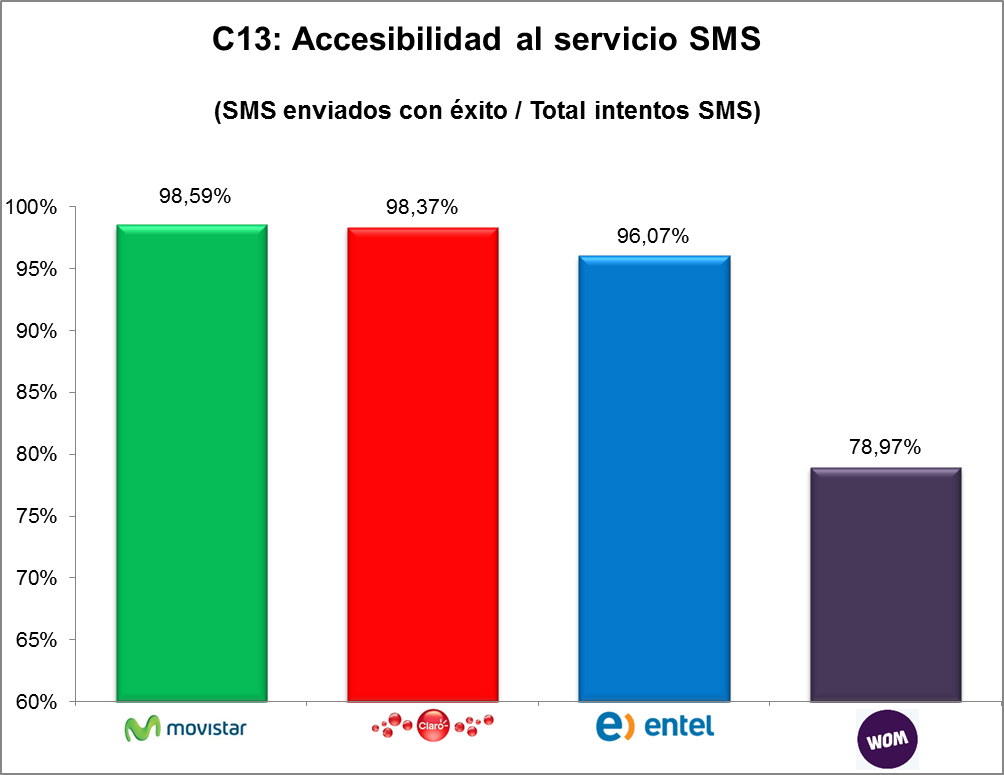 C13: Accesibilidad al servicio SMS
(SMS enviados con éxito / Total intentos SMS)
98,59%
98,37%
96,07%
78,97%
100%
95%
90%
85%
80%
75%
70%
65%
60%
movistar
Claro
e) entel
WOM